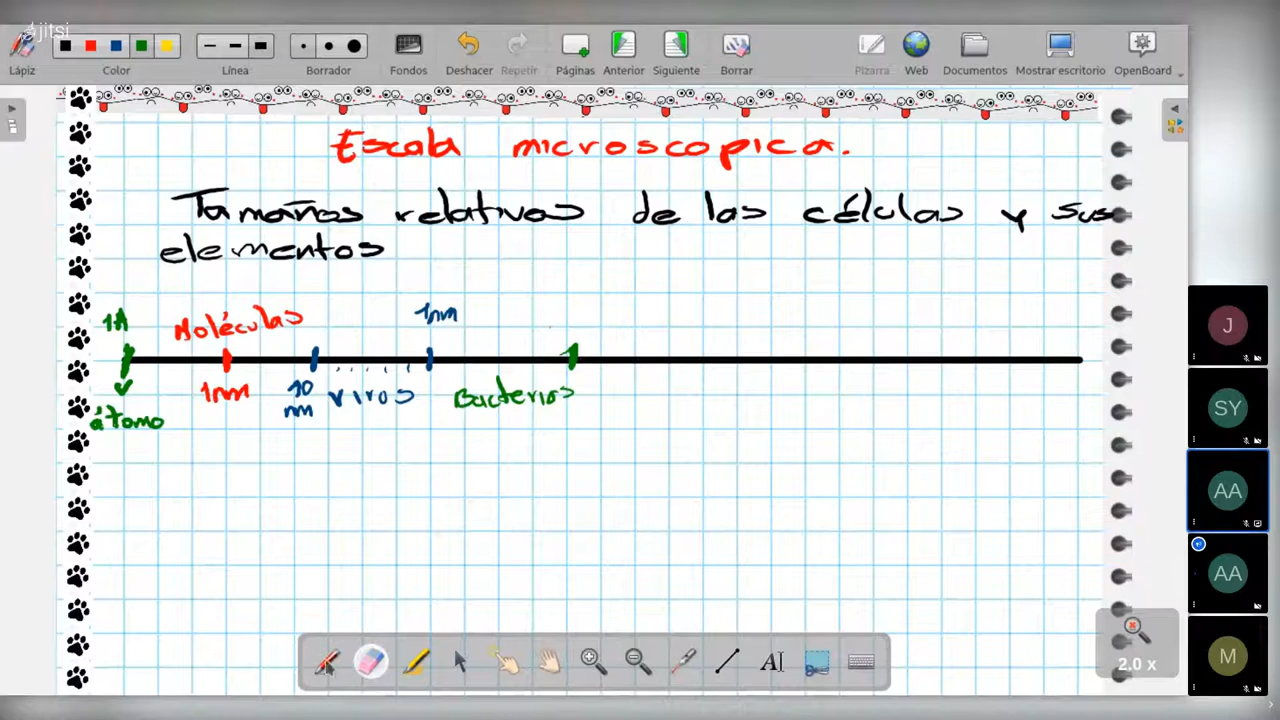 jitsi
Lápiz
Color
Línea
Borrador
Fondos
Deshacer
Repetir
Páginas
Anterior
Siguiente
Borrar
Pizarra
Web
Documentos
Mostrar escritorio
OpenBoard
Escala microscopica.
Tamaños relativos de las células y sus
elementos
1A
Moléculas
1nm
1nm
10
nm
Viros
Bacterias
átomo
2,0 x
J
SY
AA
AA
M